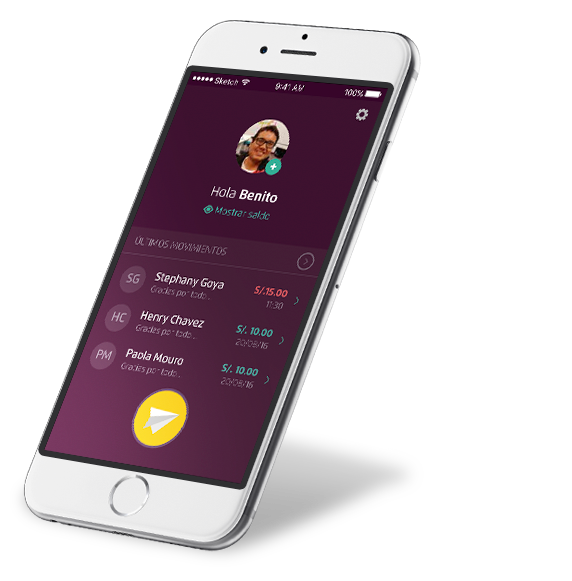 Sketch 9:41 AM 100%
Hola Benito
Mostrar saldo
ÚLTIMOS MOVIMIENTOS
SG Stephany Goya S/.15.00
Gracias por todo.. 11:30
HC Henry Chavez S/. 10.00
Gracias por todo.. 20/08/16
PM Paola Mouro S/. 10.00
Gracias por todo.. 20/08/16